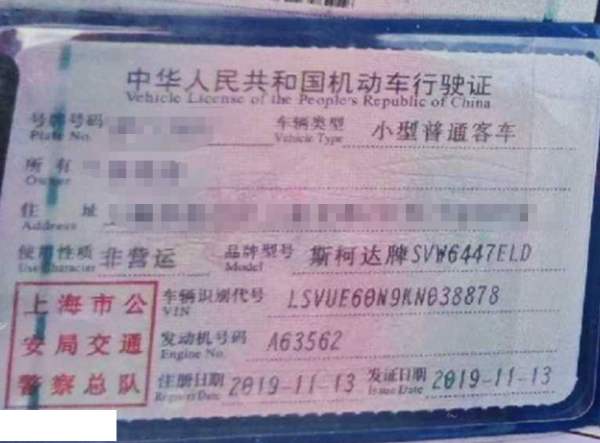 中华人民共和国机动车行驶证
Vehicle License of the People's Republic of China
号牌号码 车辆类型 小型普通客车
Plate No. Vehicle Type
所有
Owner
住 址
Address
使用性质 非营运 品牌型号 斯柯达牌SVW6447ELD
Use Character Model
上海市公 车辆识别代号 LSVUE60N9KN038878
VIN
安局交通 发动机号码 A63562
Engine No.
警察总队 注册日期 2019-11-13 发证日期 2019-11-13
Register Date Issue Date